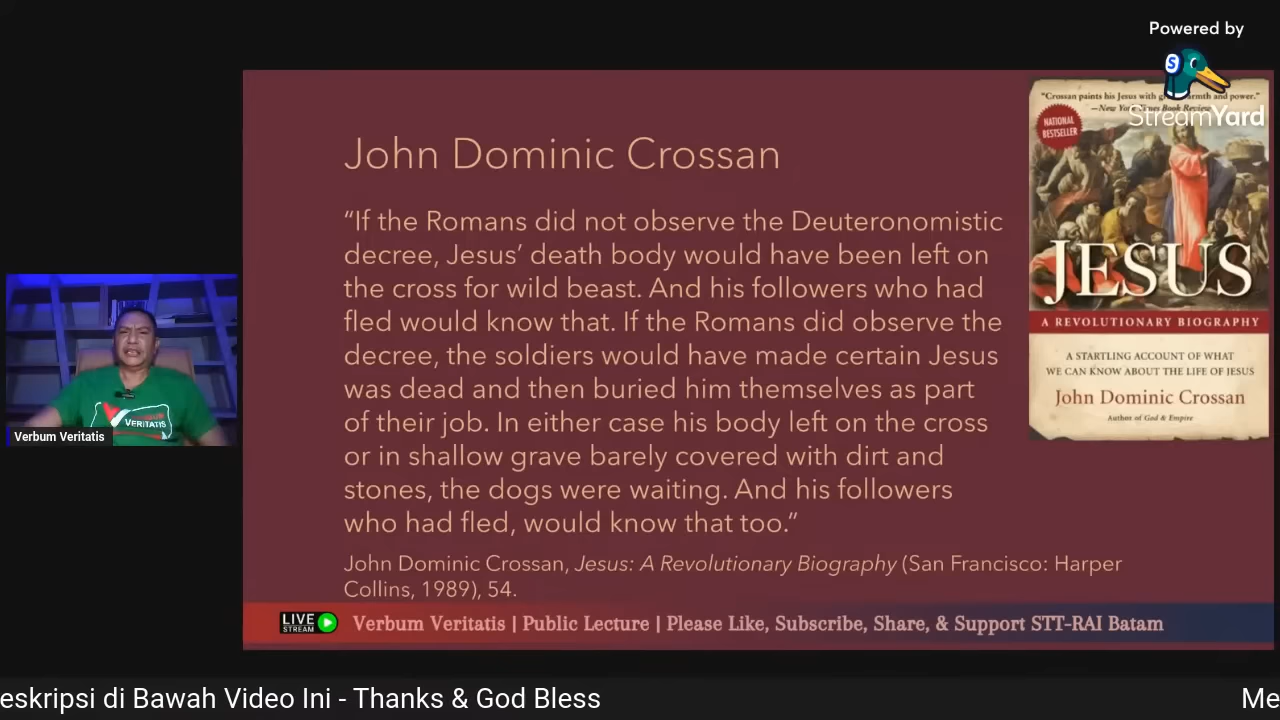 Powered by
StreamYard
"Crossan paints his Jesus with warmth and power."
—New York Times Book Review
NATIONAL
BESTSELLER
John Dominic Crossan
“If the Romans did not observe the Deuteronomistic
decree, Jesus’ death body would have been left on
the cross for wild beast. And his followers who had
fled would know that. If the Romans did observe the
decree, the soldiers would have made certain Jesus
was dead and then buried him themselves as part
of their job. In either case his body left on the cross
or in shallow grave barely covered with dirt and
stones, the dogs were waiting. And his followers
who had fled, would know that too.”
John Dominic Crossan, Jesus: A Revolutionary Biography (San Francisco: Harper
Collins, 1989), 54.
JESUS
A REVOLUTIONARY BIOGRAPHY
A STARTLING ACCOUNT OF WHAT
WE CAN KNOW ABOUT THE LIFE OF JESUS
John Dominic Crossan
Author of God & Empire
VERITATIS
Verbum Veritatis
LIVE
STREAM
Verbum Veritatis | Public Lecture | Please Like, Subscribe, Share, & Support STT-RAI Batam
eskripsi di Bawah Video Ini - Thanks & God Bless
Me